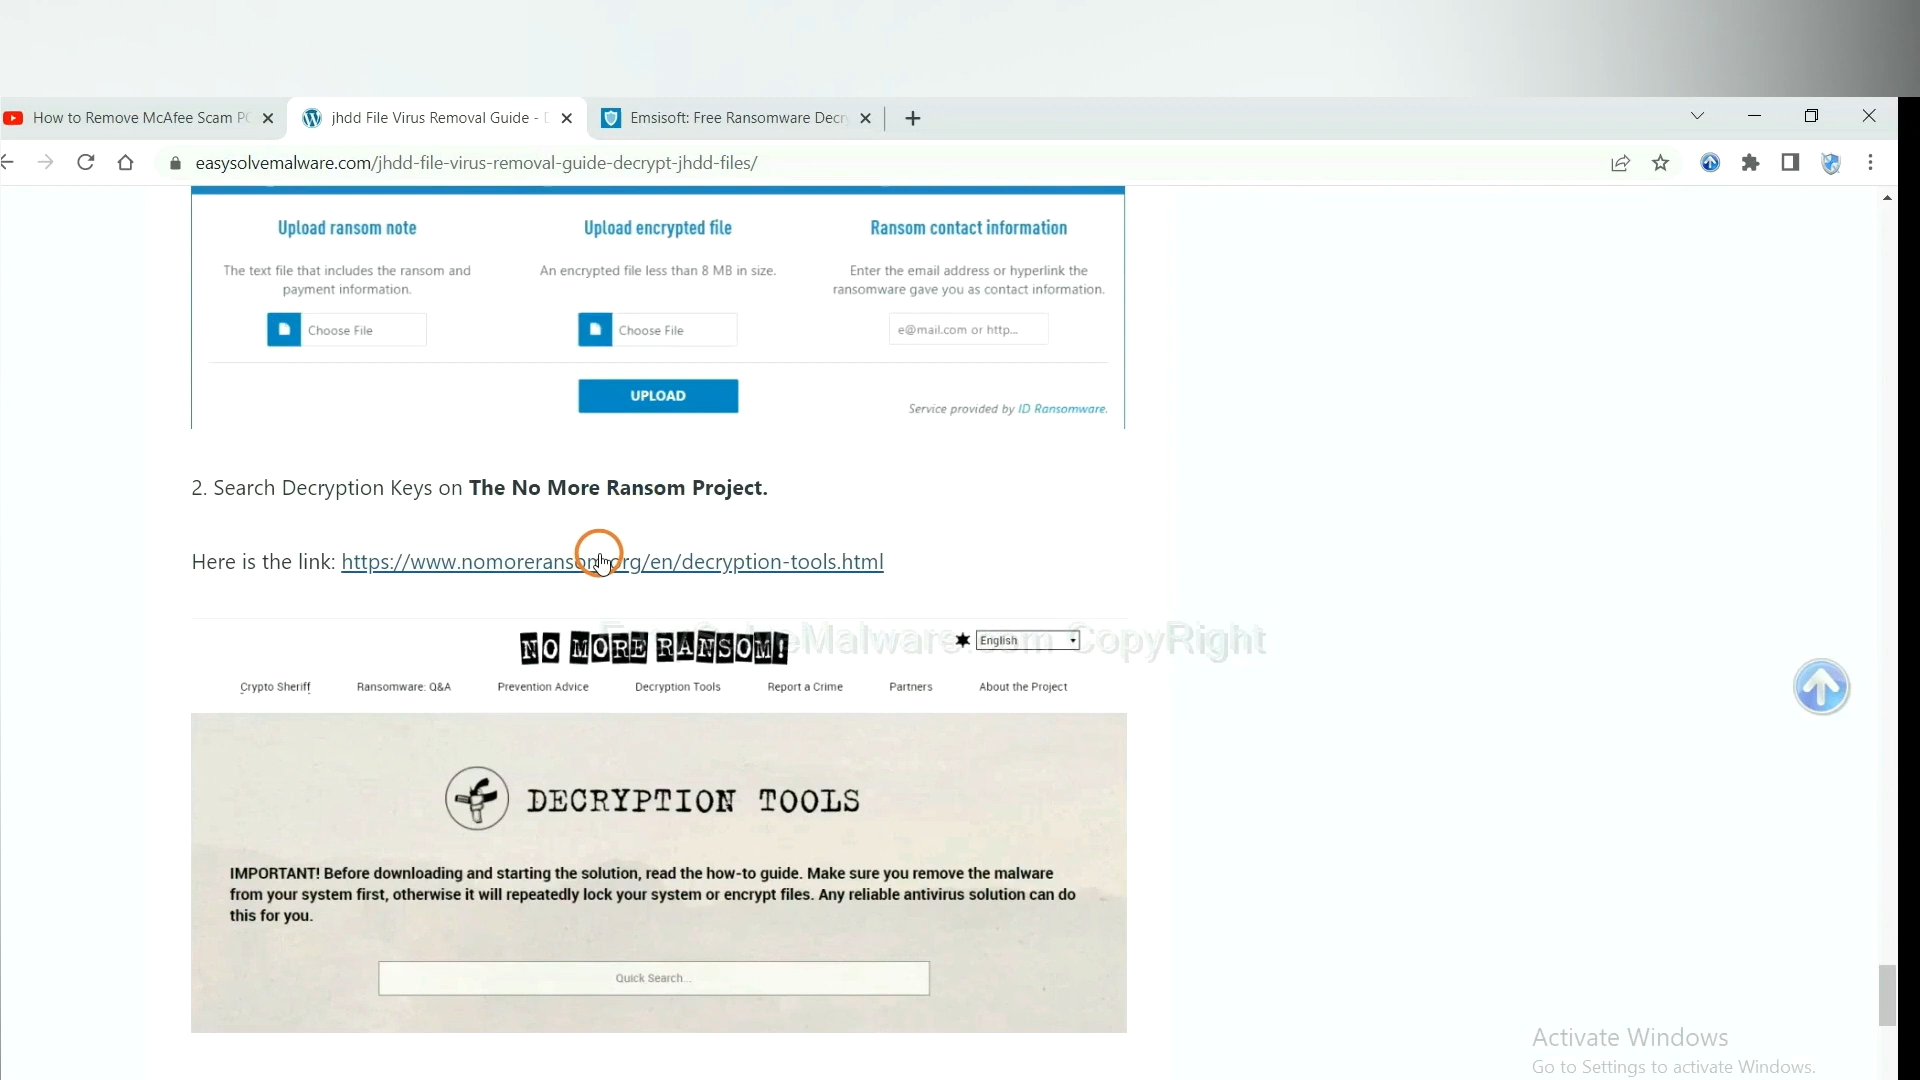 How to Remove McAfee Scam PO
jhdd File Virus Removal Guide -
Emsisoft: Free Ransomware Decr
easysolvemalware.com/jhdd-file-virus-removal-guide-decrypt-jhdd-files/
Upload ransom note
Upload encrypted file
Ransom contact information
The text file that includes the ransom and
payment information.
An encrypted file less than 8 MB in size.
Enter the email address or hyperlink the
ransomware gave you as contact information.
Choose File
Choose File
e@mail.com or http...
UPLOAD
Service provided by ID Ransomware.
2. Search Decryption Keys on The No More Ransom Project.
Here is the link: https://www.nomoreransom.org/en/decryption-tools.html
NO MORE RANSOM!
English
EasySolveMalware.com CopyRight
Crypto Sheriff
Ransomware: Q&A
Prevention Advice
Decryption Tools
Report a Crime
Partners
About the Project
DECRYPTION TOOLS
IMPORTANT! Before downloading and starting the solution, read the how-to guide. Make sure you remove the malware
from your system first, otherwise it will repeatedly lock your system or encrypt files. Any reliable antivirus solution can do
this for you.
Quick Search...
Activate Windows
Go to Settings to activate Windows.